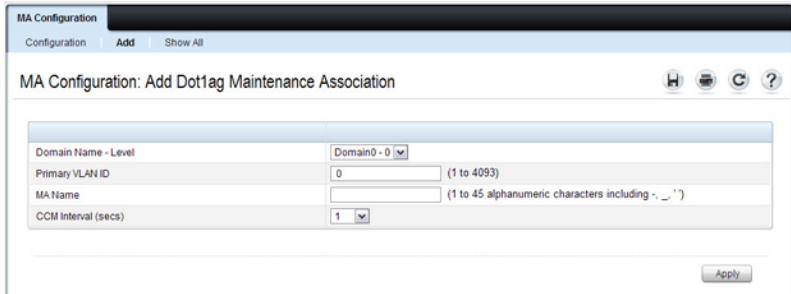 MA Configuration
Configuration Add Show All
MA Configuration: Add Dot1ag Maintenance Association
?
Domain Name - Level Domain0 - 0
Primary VLAN ID 0 (1 to 4093)
MA Name (1 to 45 alphanumeric characters including -, _, ' ')
CCM Interval (secs) 1
Apply